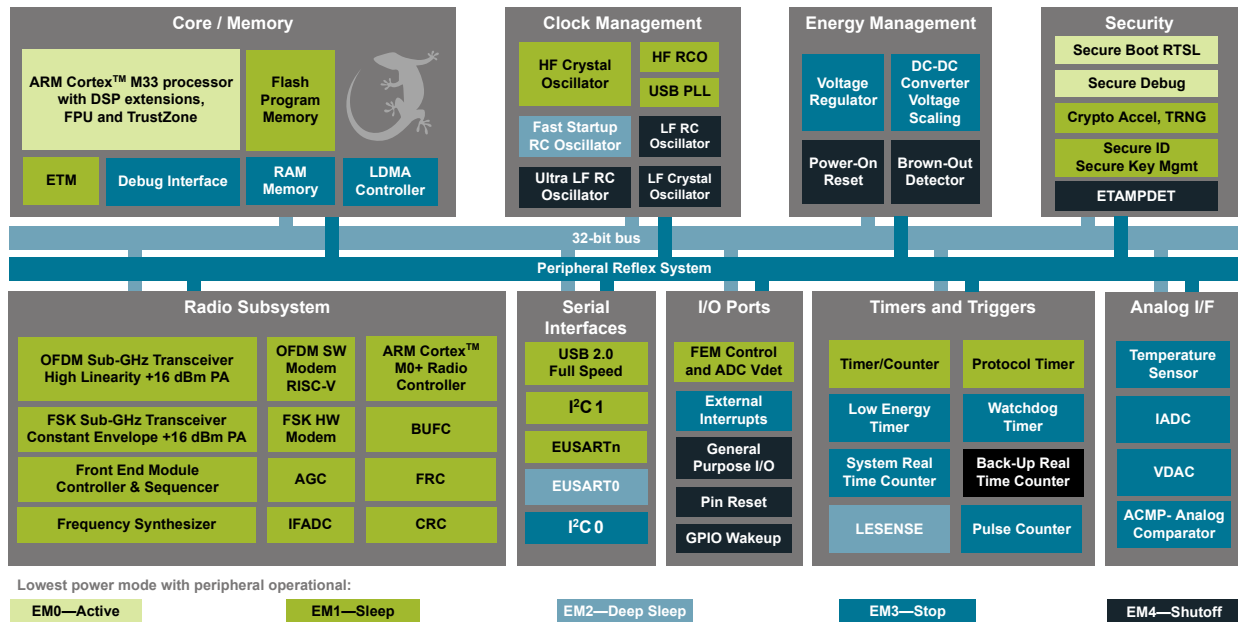 Core / Memory
Clock Management
Energy Management
Security
ARM Cortex™ M33 processor
with DSP extensions,
FPU and TrustZone
Flash
Program
Memory
ETM
Debug Interface
RAM
Memory
LDMA
Controller
HF Crystal
Oscillator
HF RCO
USB PLL
Fast Startup
RC Oscillator
LF RC
Oscillator
Ultra LF RC
Oscillator
LF Crystal
Oscillator
Voltage
Regulator
DC-DC
Converter
Voltage
Scaling
Power-On
Reset
Brown-Out
Detector
Secure Boot RTSL
Secure Debug
Crypto Accel, TRNG
Secure ID
Secure Key Mgmt
ETAMPDET
32-bit bus
Peripheral Reflex System
Radio Subsystem
OFDM Sub-GHz Transceiver
High Linearity +16 dBm PA
OFDM SW
Modem
RISC-V
ARM Cortex™
M0+ Radio
Controller
FSK Sub-GHz Transceiver
Constant Envelope +16 dBm PA
FSK HW
Modem
BUFC
Front End Module
Controller & Sequencer
AGC
FRC
Frequency Synthesizer
IFADC
CRC
Serial
Interfaces
USB 2.0
Full Speed
I²C 1
EUSARTn
EUSART0
I²C 0
I/O Ports
FEM Control
and ADC Vdet
External
Interrupts
General
Purpose I/O
Pin Reset
GPIO Wakeup
Timers and Triggers
Timer/Counter
Protocol Timer
Low Energy
Timer
Watchdog
Timer
System Real
Time Counter
Back-Up Real
Time Counter
LESENSE
Pulse Counter
Analog I/F
Temperature
Sensor
IADC
VDAC
ACMP- Analog
Comparator
Lowest power mode with peripheral operational:
EM0—Active
EM1—Sleep
EM2—Deep Sleep
EM3—Stop
EM4—Shutoff